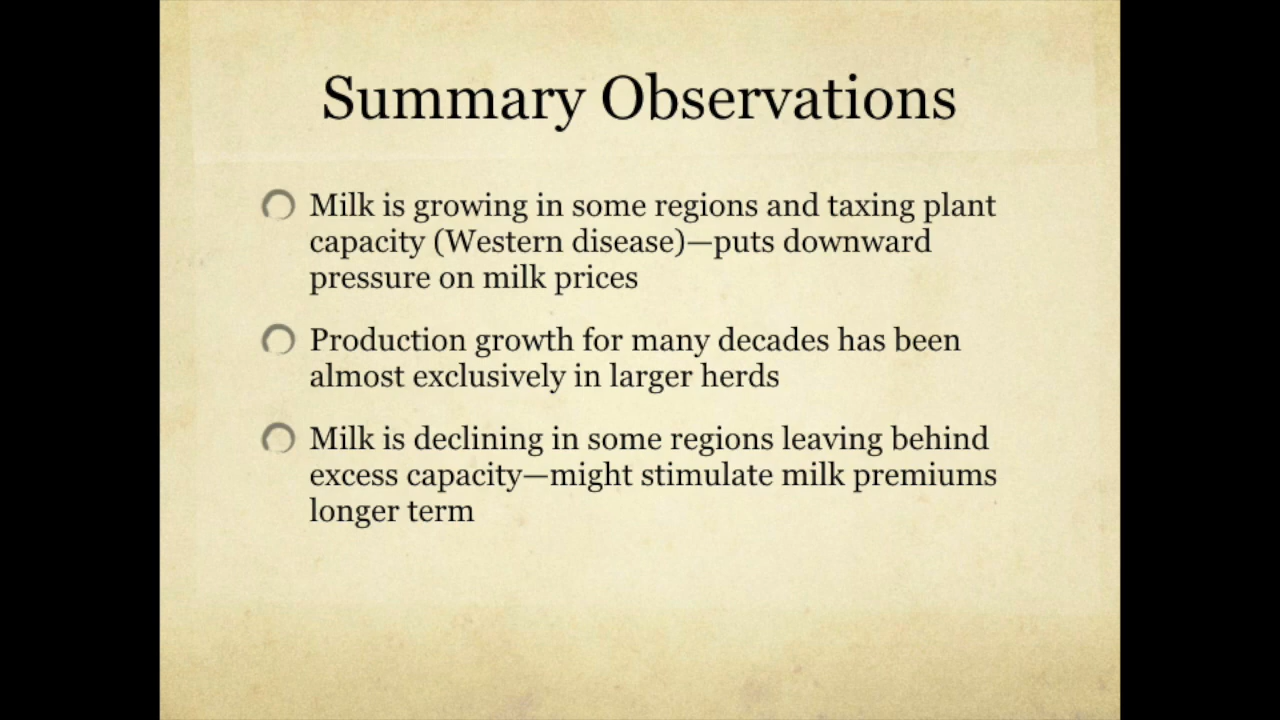 Summary Observations
Milk is growing in some regions and taxing plant
capacity (Western disease)—puts downward
pressure on milk prices
Production growth for many decades has been
almost exclusively in larger herds
Milk is declining in some regions leaving behind
excess capacity—might stimulate milk premiums
longer term